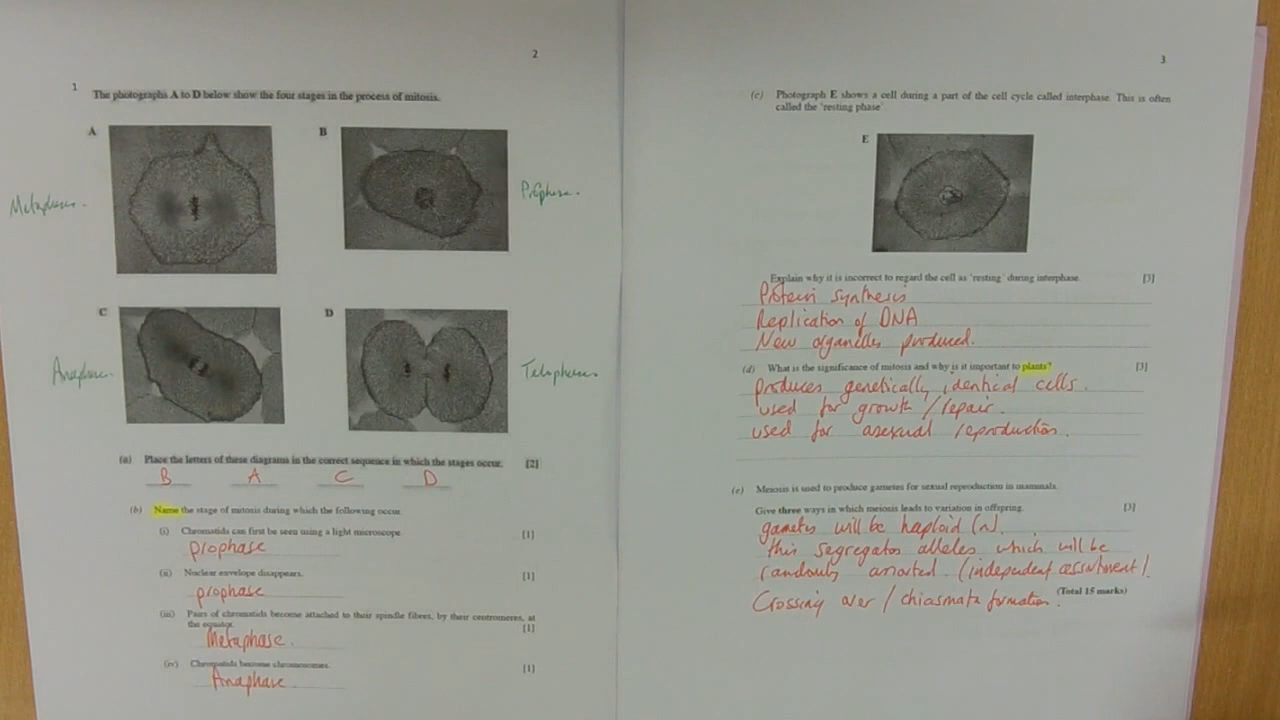 2
1
The photographs A to D below show the four stages in the process of mitosis.
A
B
Metaphase.
Prophase.
C
D
Anaphase.
Telophase.
(a) Place the letters of these diagrams in the correct sequence in which the stages occur. [2]
B A C D
(b) Name the stage of mitosis during which the following occur.
(i) Chromatids can first be seen using a light microscope. [1]
prophase
(ii) Nuclear envelope disappears. [1]
prophase
(iii) Pairs of chromatids become attached to their spindle fibres, by their centromeres, at
the equator. [1]
Metaphase.
(iv) Chromatids become chromosomes. [1]
Anaphase
3
(c) Photograph E shows a cell during a part of the cell cycle called interphase. This is often
called the 'resting phase'
E
Explain why it is incorrect to regard the cell as 'resting' during interphase. [3]
Protein synthesis
Replication of DNA
New organelles produced.
(d) What is the significance of mitosis and why is it important to plants? [3]
produces genetically identical cells.
used for growth / repair.
used for asexual reproduction.
(e) Meiosis is used to produce gametes for sexual reproduction in mammals.
Give three ways in which meiosis leads to variation in offspring. [3]
gametes will be haploid (n).
this segregates alleles which will be
randomly assorted (independent assortment).
Crossing over / chiasmata formation.
(Total 15 marks)